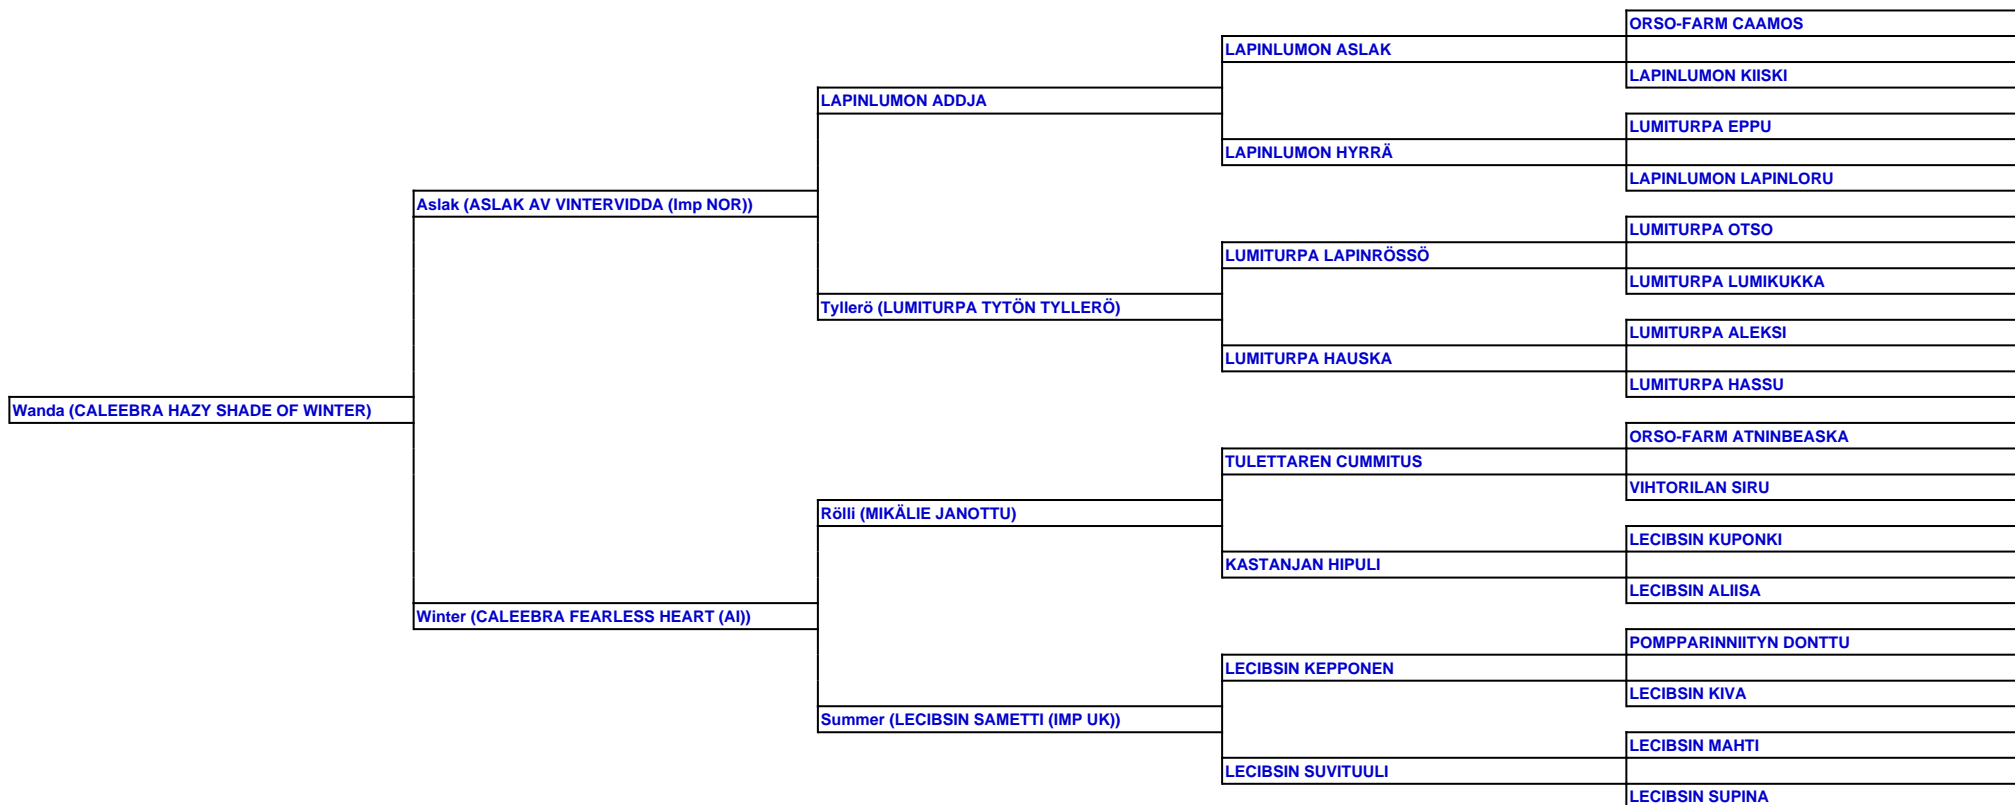 ORSO-FARM CAAMOS
LAPINLUMON ASLAK
LAPINLUMON KIISKI
LAPINLUMON ADDJA
LUMITURPA EPPU
LAPINLUMON HYRRÄ
LAPINLUMON LAPINLORU
Aslak (ASLAK AV VINTERVIDDA (Imp NOR))
LUMITURPA OTSO
LUMITURPA LAPINRÖSSÖ
LUMITURPA LUMIKUKKA
Tyllerö (LUMITURPA TYTÖN TYLLERÖ)
LUMITURPA ALEKSI
LUMITURPA HAUSKA
LUMITURPA HASSU
Wanda (CALEEBRA HAZY SHADE OF WINTER)
ORSO-FARM ATNINBEASKA
TULETTAREN CUMMITUS
VIHTORILAN SIRU
Rölli (MIKÄLIE JANOTTU)
LECIBSIN KUPONKI
KASTANJAN HIPULI
LECIBSIN ALIISA
Winter (CALEEBRA FEARLESS HEART (AI))
POMPPARINNIITYN DONTTU
LECIBSIN KEPPONEN
LECIBSIN KIVA
Summer (LECIBSIN SAMETTI (IMP UK))
LECIBSIN MAHTI
LECIBSIN SUVITUULI
LECIBSIN SUPINA